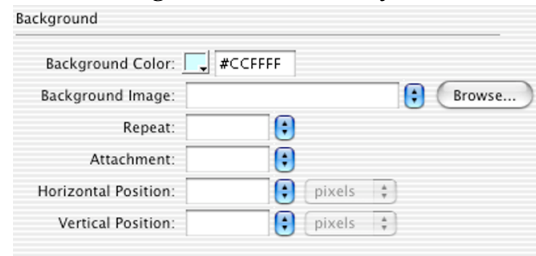 Background
Background Color: #CCFFFF
Background Image: Browse...
Repeat:
Attachment:
Horizontal Position: pixels
Vertical Position: pixels